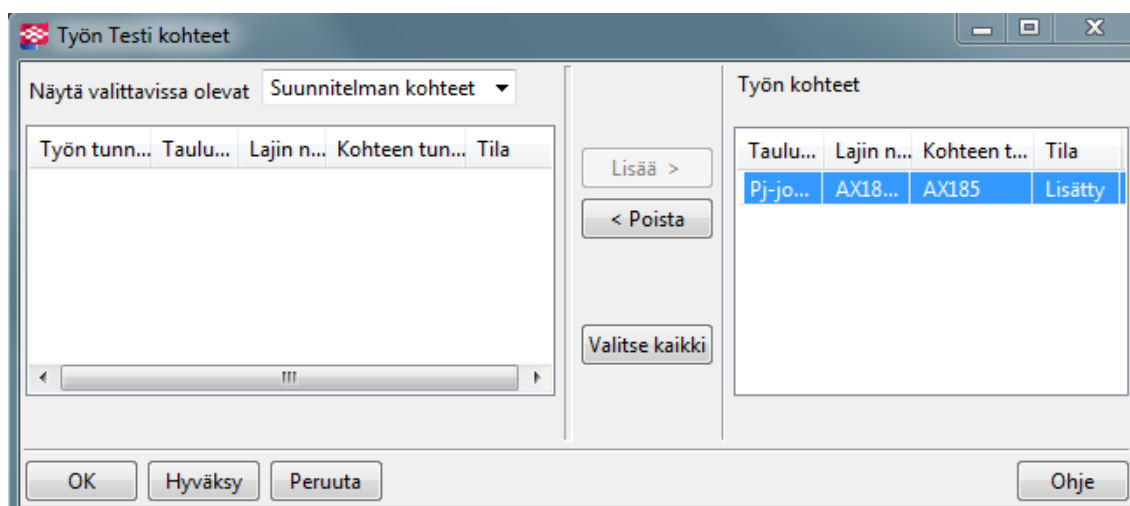 Työn Testi kohteet
Näytä valittavissa olevat Suunnitelman kohteet
Työn tunn... Taulu... Lajin n... Kohteen tun... Tila
Lisää >
< Poista
Valitse kaikki
Työn kohteet
Taulu... Lajin n... Kohteen t... Tila
Pj-jo... AX18... AX185 Lisätty
OK Hyväksy Peruuta Ohje